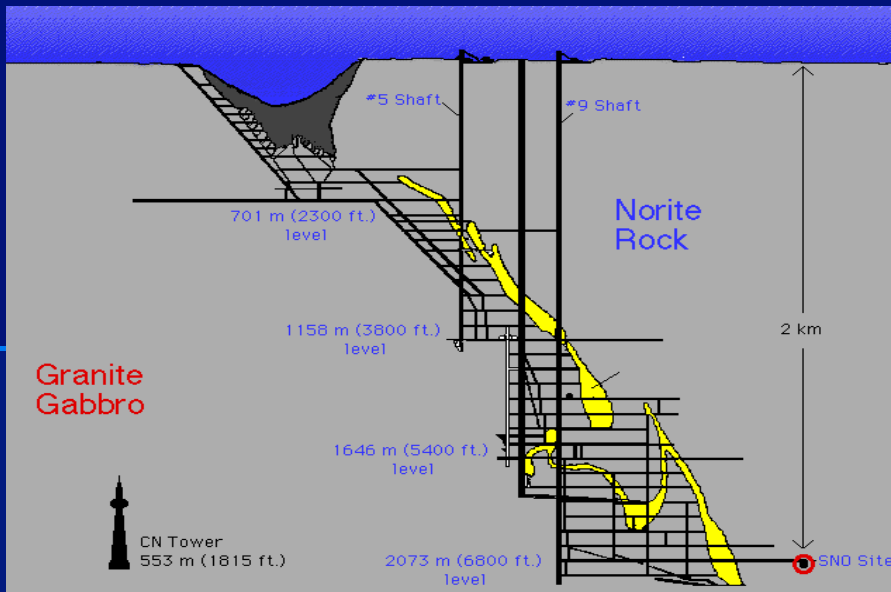 #5 Shaft
#9 Shaft
701 m (2300 ft.)
level
Norite
Rock
1158 m (3800 ft.)
level
2 km
Granite
Gabbro
1646 m (5400 ft.)
level
CN Tower
553 m (1815 ft.)
2073 m (6800 ft.)
level
SNO Site